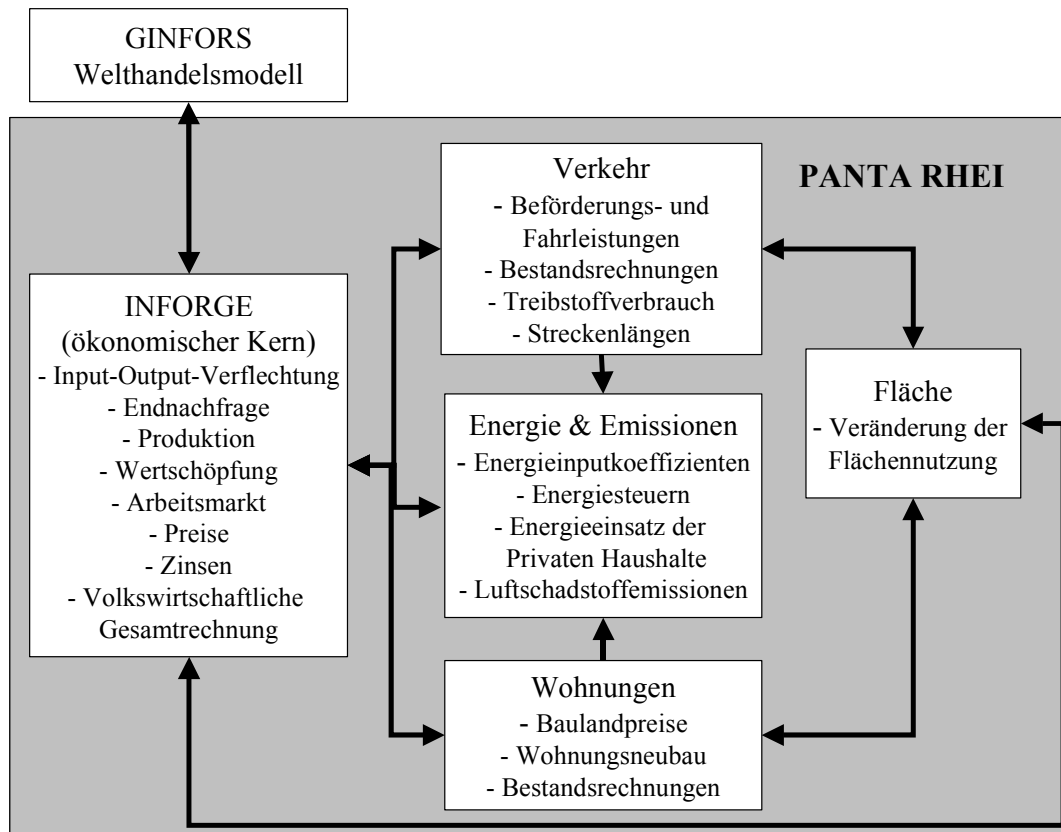 GINFORS
Welthandelsmodell
PANTA RHEI
INFORGE
(ökonomischer Kern)
- Input-Output-Verflechtung
- Endnachfrage
- Produktion
- Wertschöpfung
- Arbeitsmarkt
- Preise
- Zinsen
- Volkswirtschaftliche
Gesamtrechnung
Verkehr
- Beförderungs- und
Fahrleistungen
- Bestandsrechnungen
- Treibstoffverbrauch
- Streckenlängen
Energie & Emissionen
- Energieinputkoeffizienten
- Energiesteuern
- Energieeinsatz der
Privaten Haushalte
- Luftschadstoffemissionen
Wohnungen
- Baulandpreise
- Wohnungsneubau
- Bestandsrechnungen
Fläche
- Veränderung der
Flächennutzung